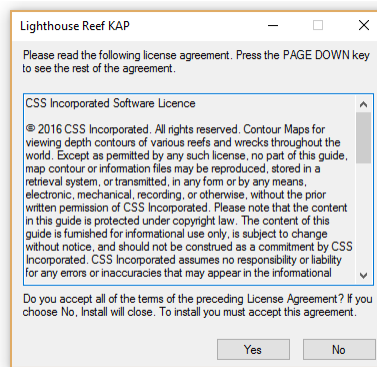 Lighthouse Reef KAP
Please read the following license agreement. Press the PAGE DOWN key
to see the rest of the agreement.
CSS Incorporated Software Licence
© 2016 CSS Incorporated. All rights reserved. Contour Maps for
viewing depth contours of various reefs and wrecks throughout the
world. Except as permitted by any such license, no part of this guide,
map contour or information files may be reproduced, stored in a
retrieval system, or transmitted, in any form or by any means,
electronic, mechanical, recording, or otherwise, without the prior
written permission of CSS Incorporated. Please note that the content
in this guide is protected under copyright law. The content of this
guide is furnished for informational use only, is subject to change
without notice, and should not be construed as a commitment by CSS
Incorporated. CSS Incorporated assumes no responsibility or liability
for any errors or inaccuracies that may appear in the informational
Do you accept all of the terms of the preceding License Agreement? If you
choose No, Install will close. To install you must accept this agreement.
Yes
No